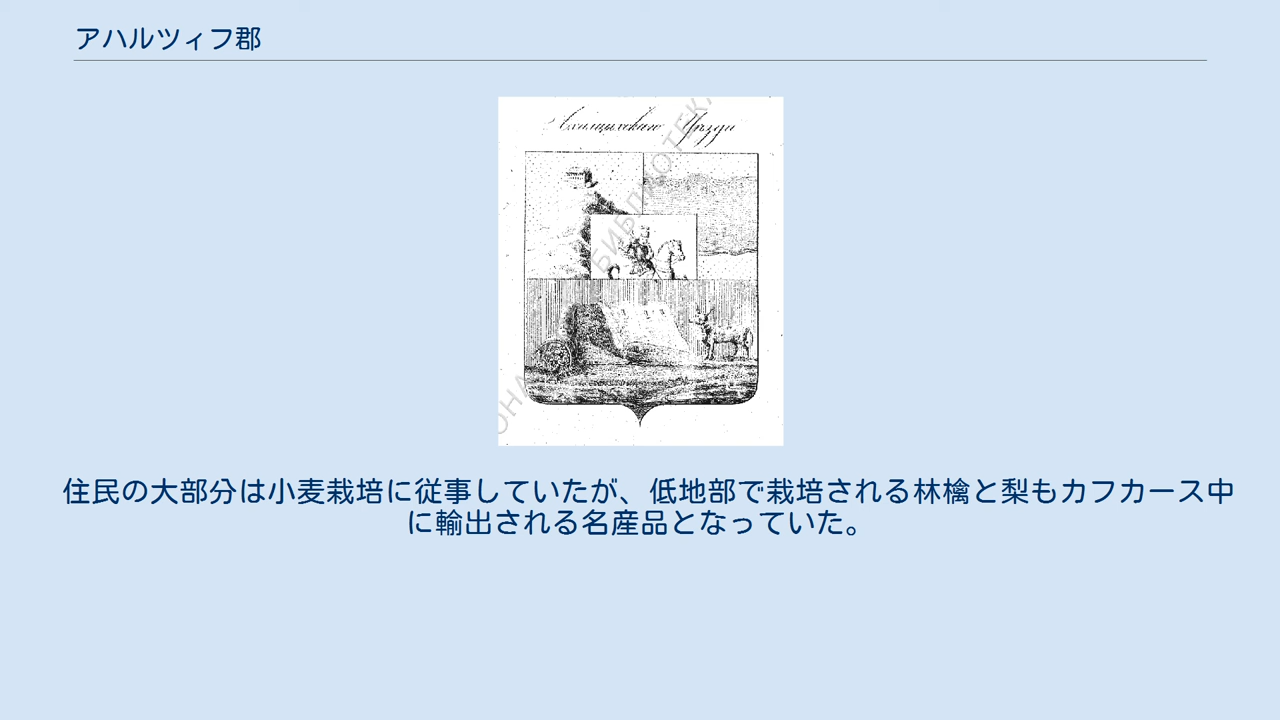 アハルツィフ郡
住民の大部分は小麦栽培に従事していたが、低地部で栽培される林檎と梨もカフカース中
に輸出される名産品となっていた。
БИБЛИОТЕКА